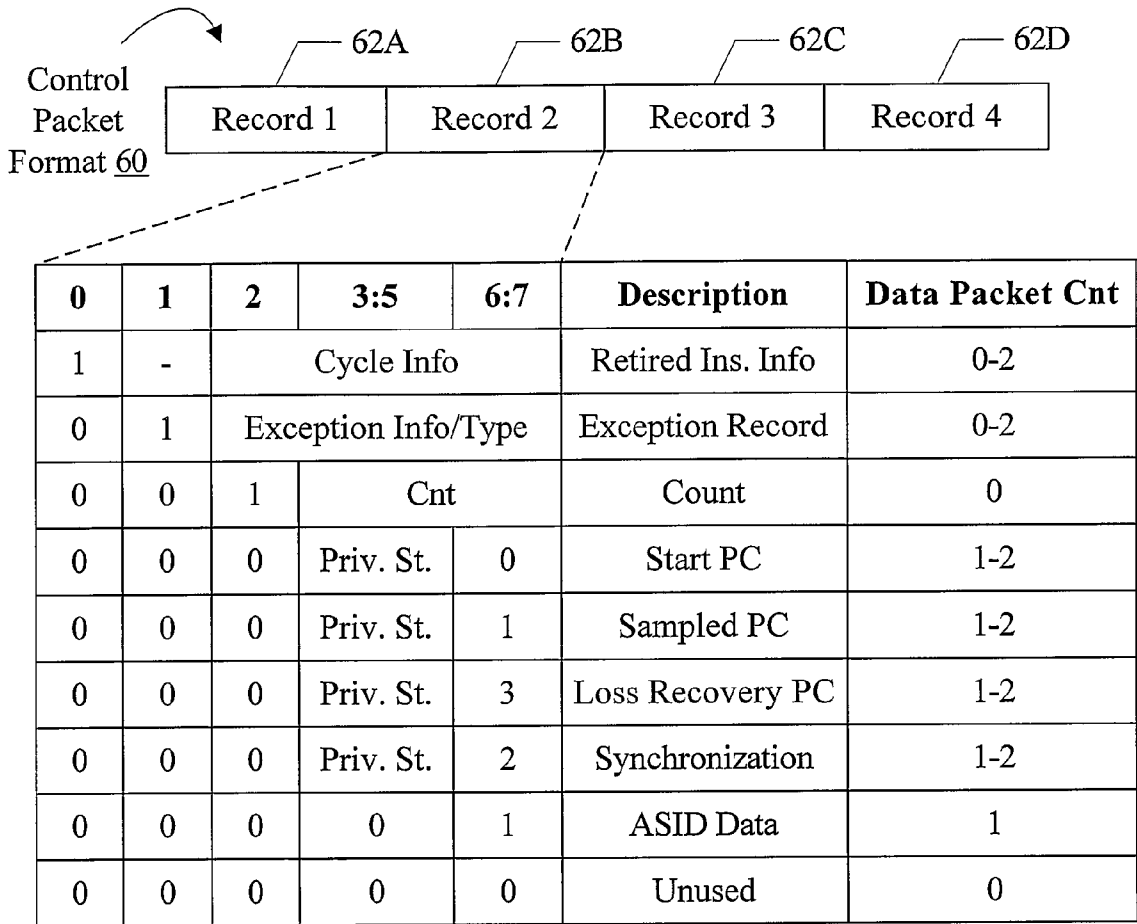 62A 62B 62C 62D
Control
Packet
Format 60
Record 1 Record 2 Record 3 Record 4
0 1 2 3:5 6:7 Description Data Packet Cnt
1 - Cycle Info Retired Ins. Info 0-2
0 1 Exception Info/Type Exception Record 0-2
0 0 1 Cnt Count 0
0 0 0 Priv. St. 0 Start PC 1-2
0 0 0 Priv. St. 1 Sampled PC 1-2
0 0 0 Priv. St. 3 Loss Recovery PC 1-2
0 0 0 Priv. St. 2 Synchronization 1-2
0 0 0 0 1 ASID Data 1
0 0 0 0 0 Unused 0